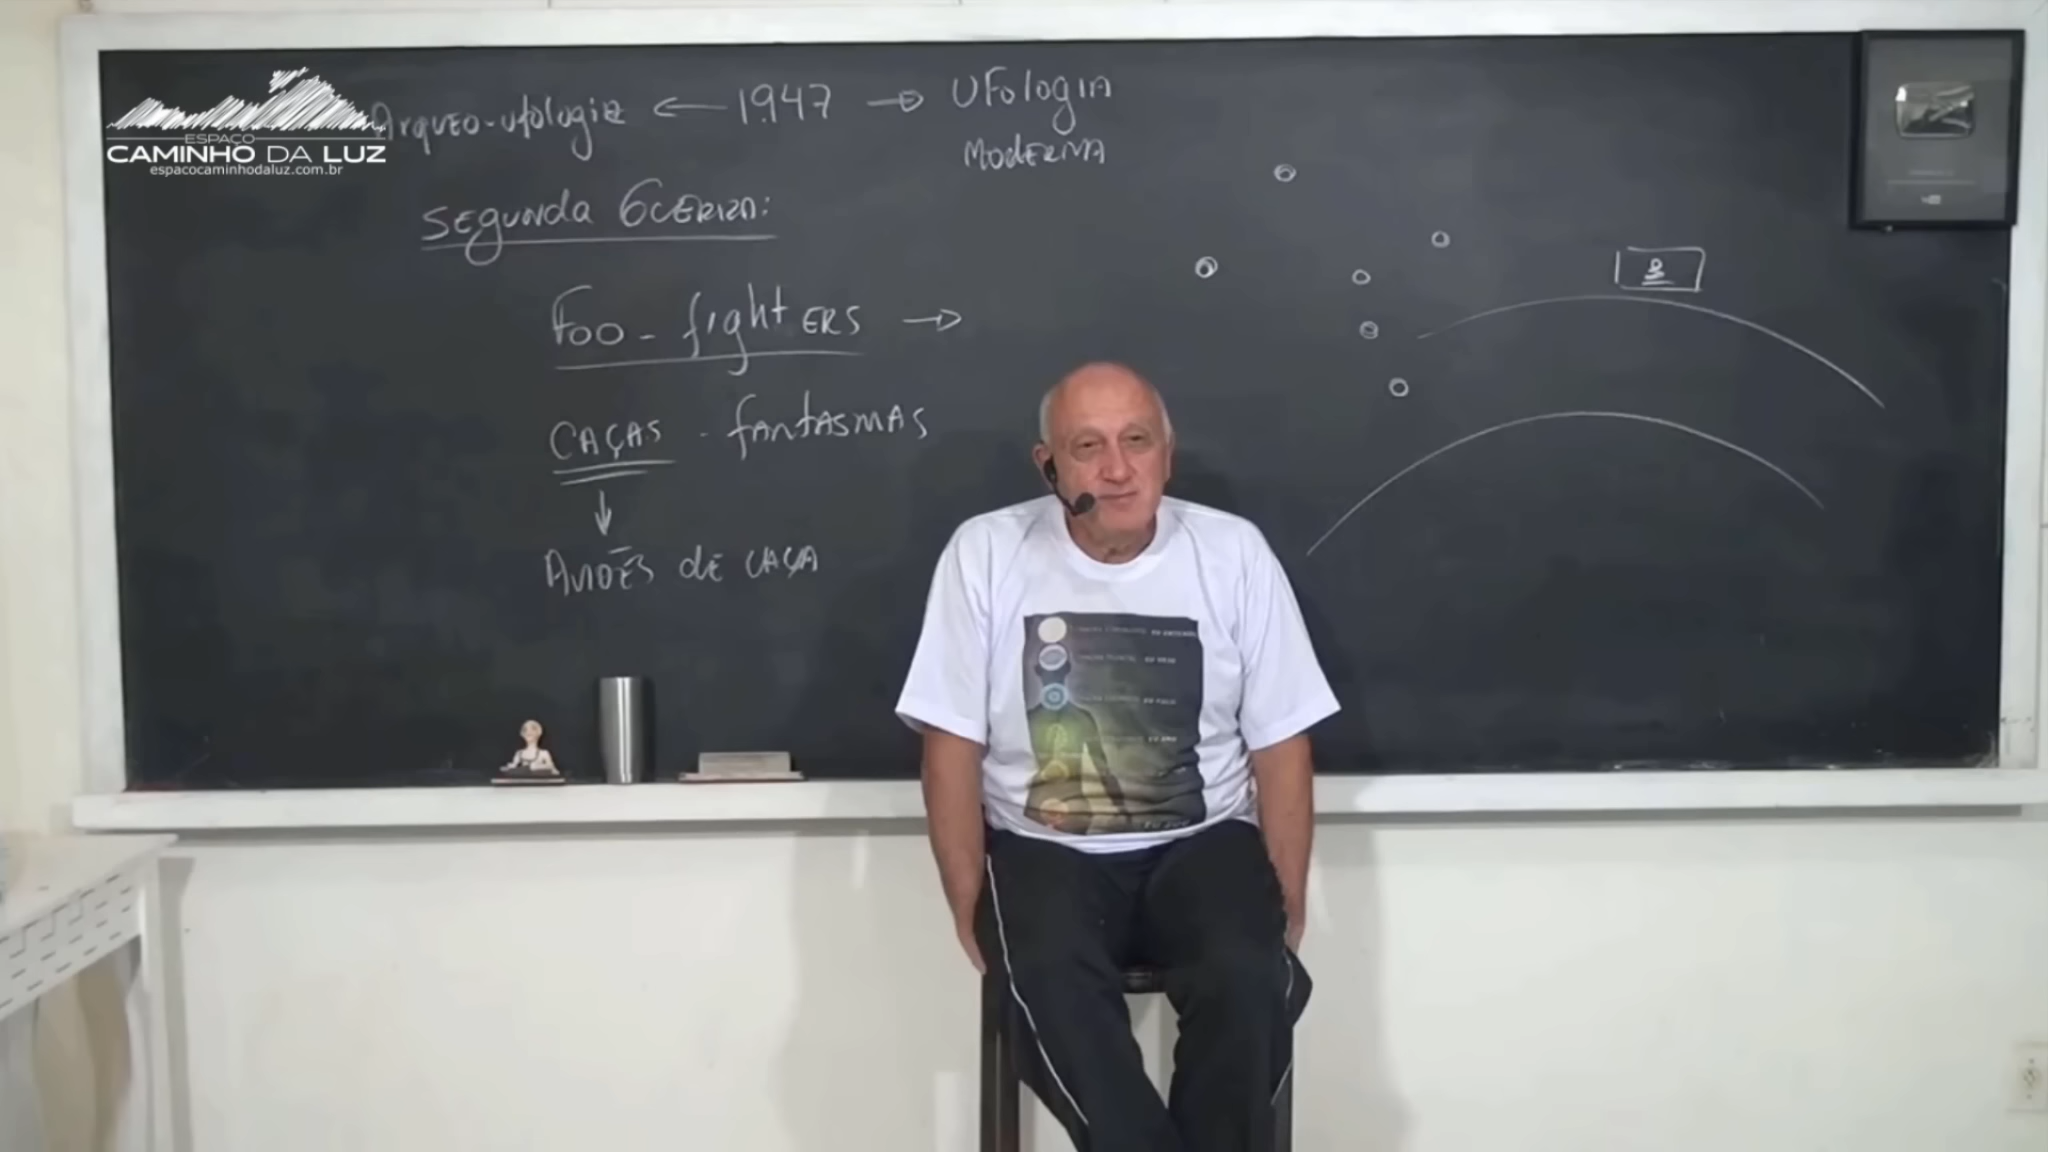 Arqueo-ufologia ← 1947 → Ufologia
Moderna
ESPAÇO
CAMINHO DA LUZ
espacocaminhodaluz.com.br
Segunda Guerra:
Foo-fighters →
CAÇAS - fantasmas
↓
Aviões de caça